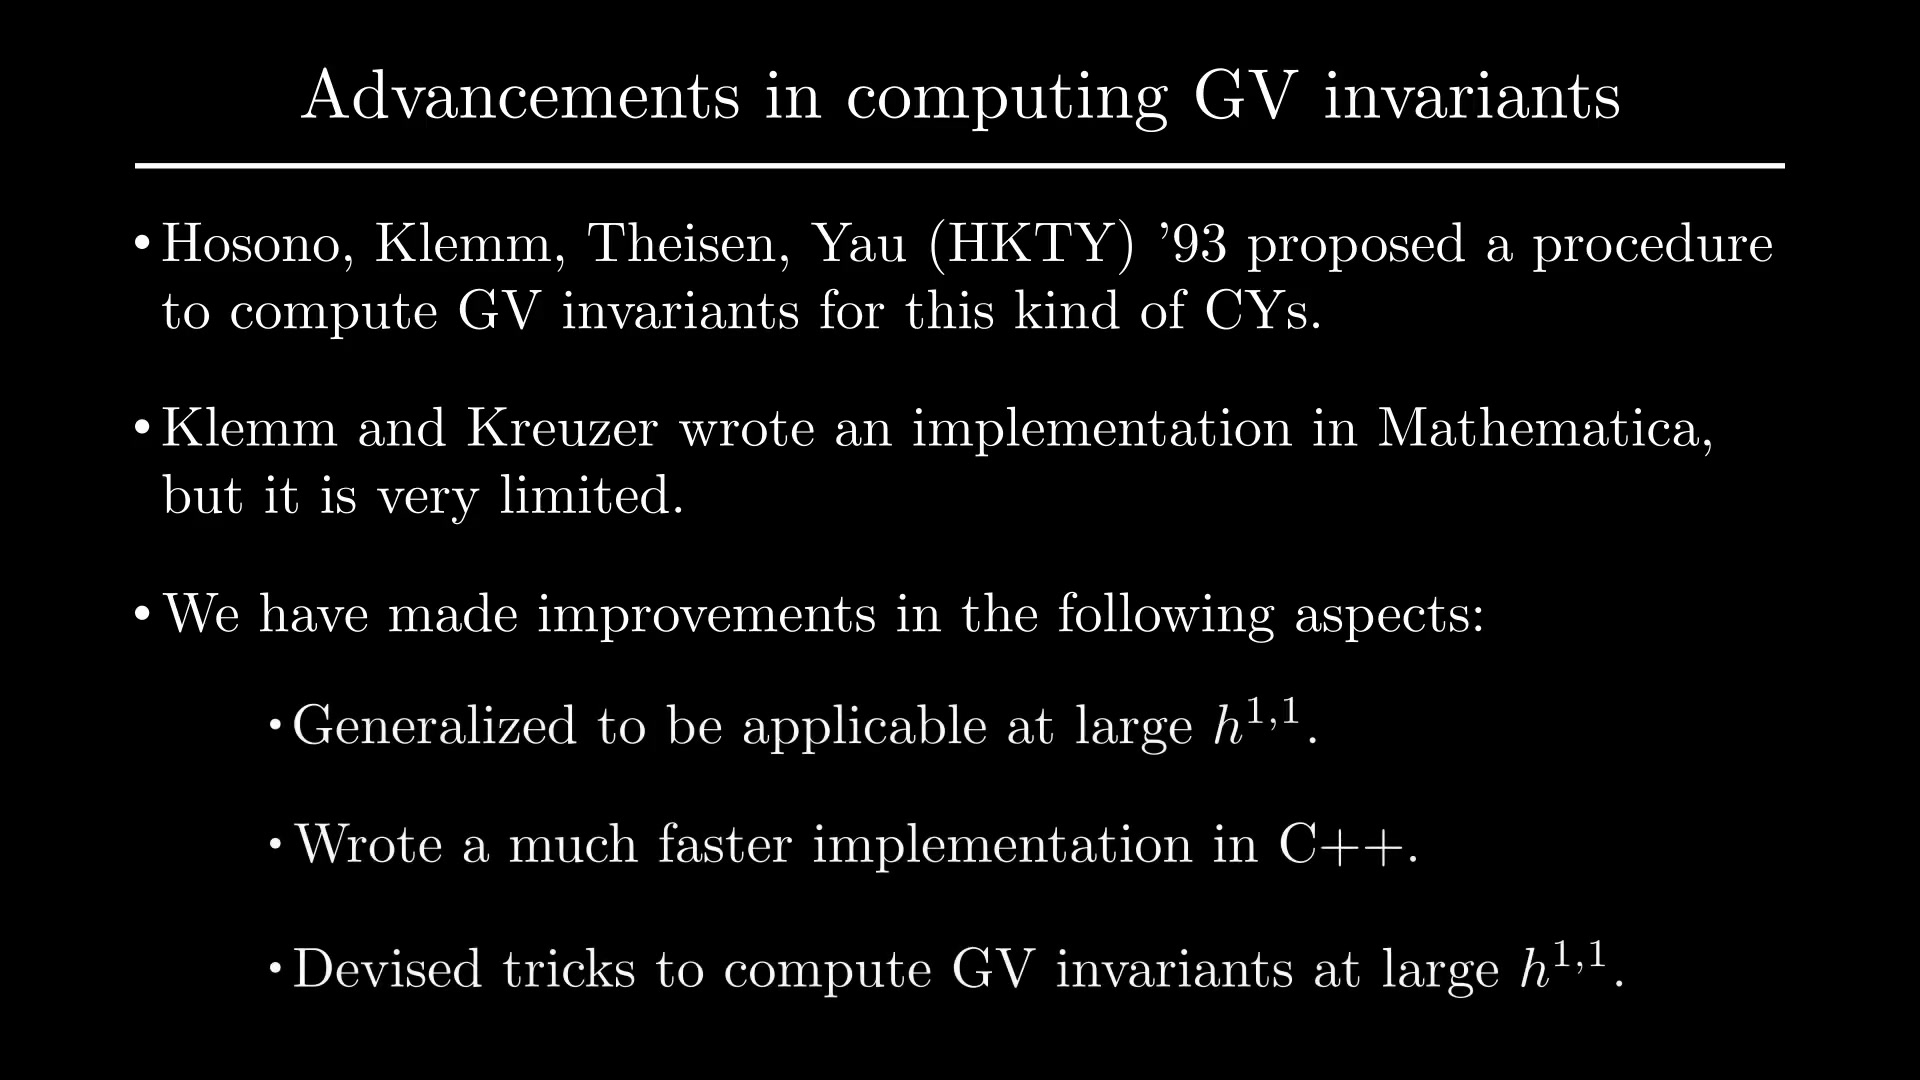 Advancements in computing GV invariants
•Hosono, Klemm, Theisen, Yau (HKTY) ’93 proposed a procedure
to compute GV invariants for this kind of CYs.
•Klemm and Kreuzer wrote an implementation in Mathematica,
but it is very limited.
•We have made improvements in the following aspects:
•Generalized to be applicable at large $h^{1,1}$.
•Wrote a much faster implementation in C++.
•Devised tricks to compute GV invariants at large $h^{1,1}$.